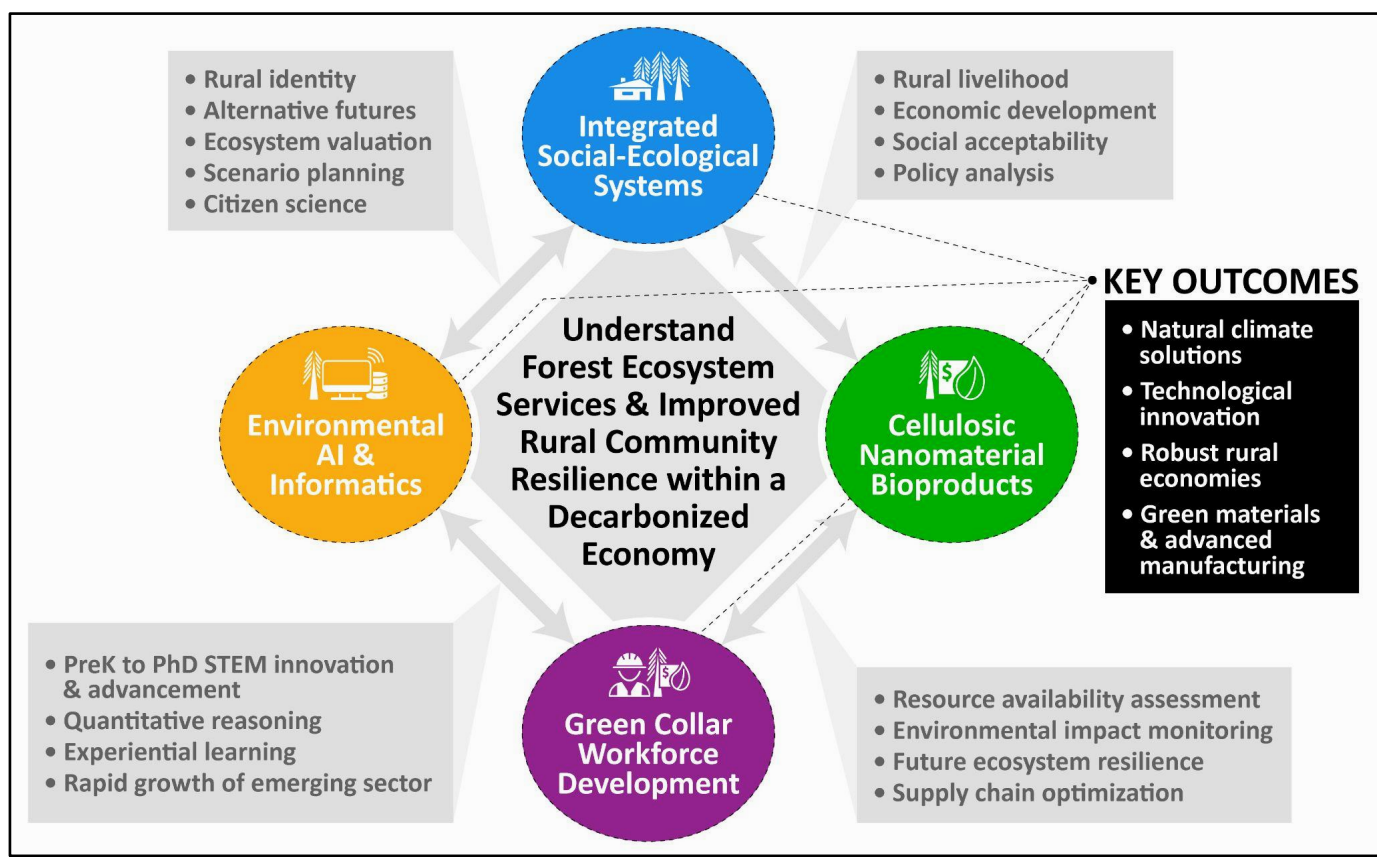 • Rural identity
• Alternative futures
• Ecosystem valuation
• Scenario planning
• Citizen science
Integrated
Social-Ecological
Systems
• Rural livelihood
• Economic development
• Social acceptability
• Policy analysis
Environmental
AI &
Informatics
Understand
Forest Ecosystem
Services & Improved
Rural Community
Resilience within a
Decarbonized
Economy
$
Cellulosic
Nanomaterial
Bioproducts
• KEY OUTCOMES
• Natural climate
solutions
• Technological
innovation
• Robust rural
economies
• Green materials
& advanced
manufacturing
• PreK to PhD STEM innovation
& advancement
• Quantitative reasoning
• Experiential learning
• Rapid growth of emerging sector
$
Green Collar
Workforce
Development
• Resource availability assessment
• Environmental impact monitoring
• Future ecosystem resilience
• Supply chain optimization